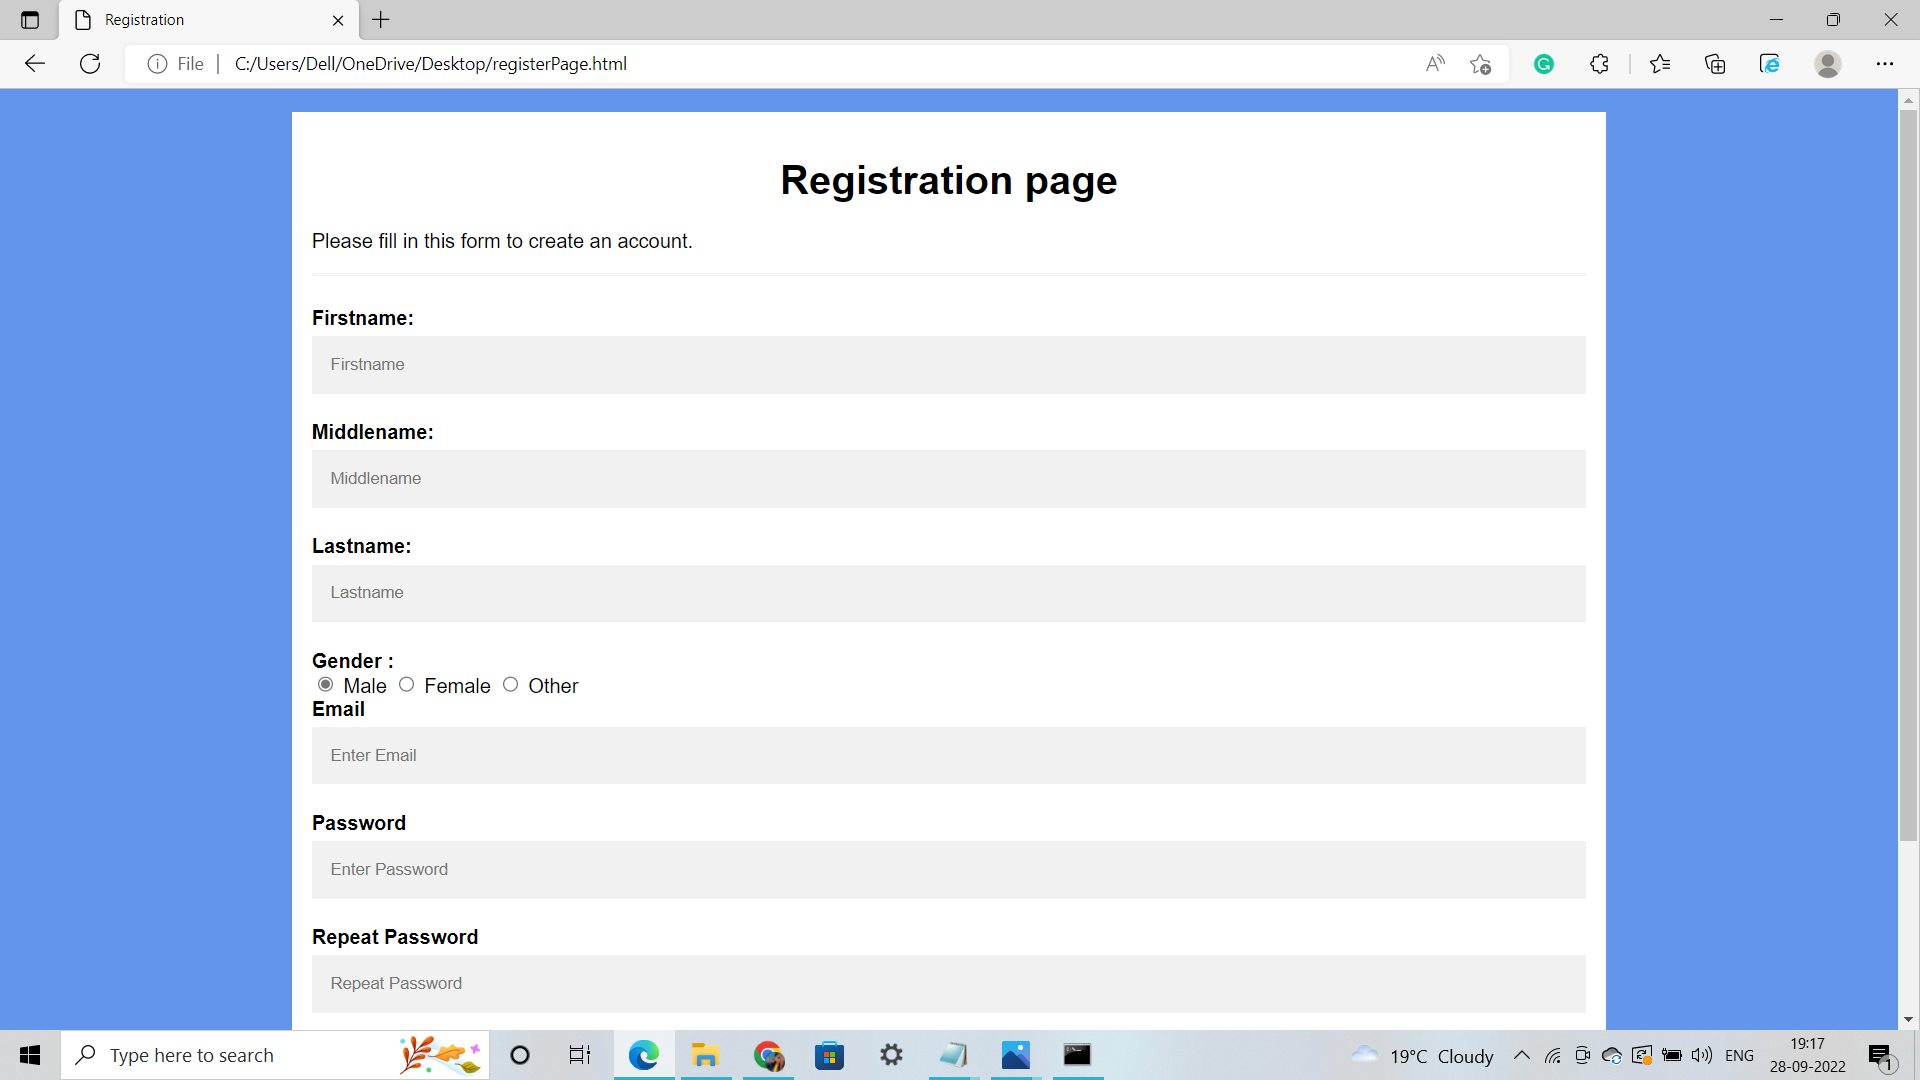 Registration
File
C:/Users/Dell/OneDrive/Desktop/registerPage.html
Registration page
Please fill in this form to create an account.
Firstname:
Firstname
Middlename:
Middlename
Lastname:
Lastname
Gender :
Male Female Other
Email
Enter Email
Password
Enter Password
Repeat Password
Repeat Password
Type here to search
19°C Cloudy
ENG
19:17
28-09-2022
1